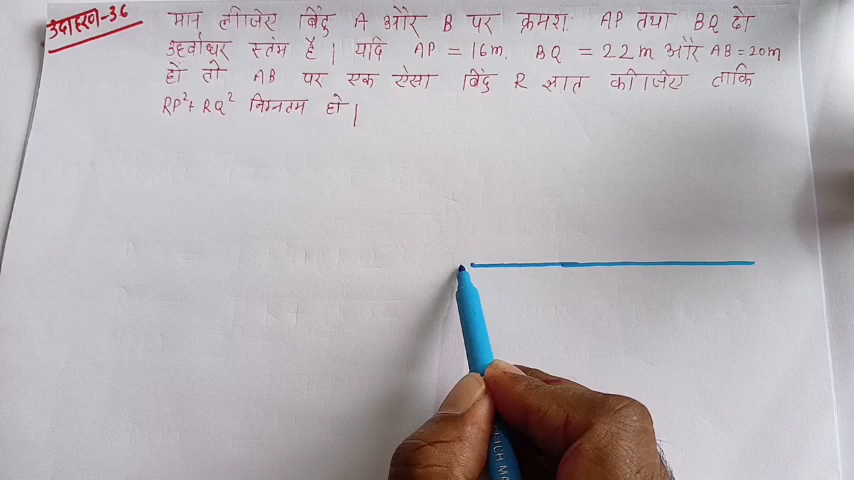 उदाहरण-36
मान लीजिए बिंदु A और B पर क्रमशः AP तथा BQ दो
उर्ध्वाधर स्तंभ है। यदि AP = 16m. BQ = 22m और AB = 20m
हों तो AB पर एक ऐसा बिंदु R ज्ञात कीजिए ताकि
RP²+RQ² निम्नतम हो।